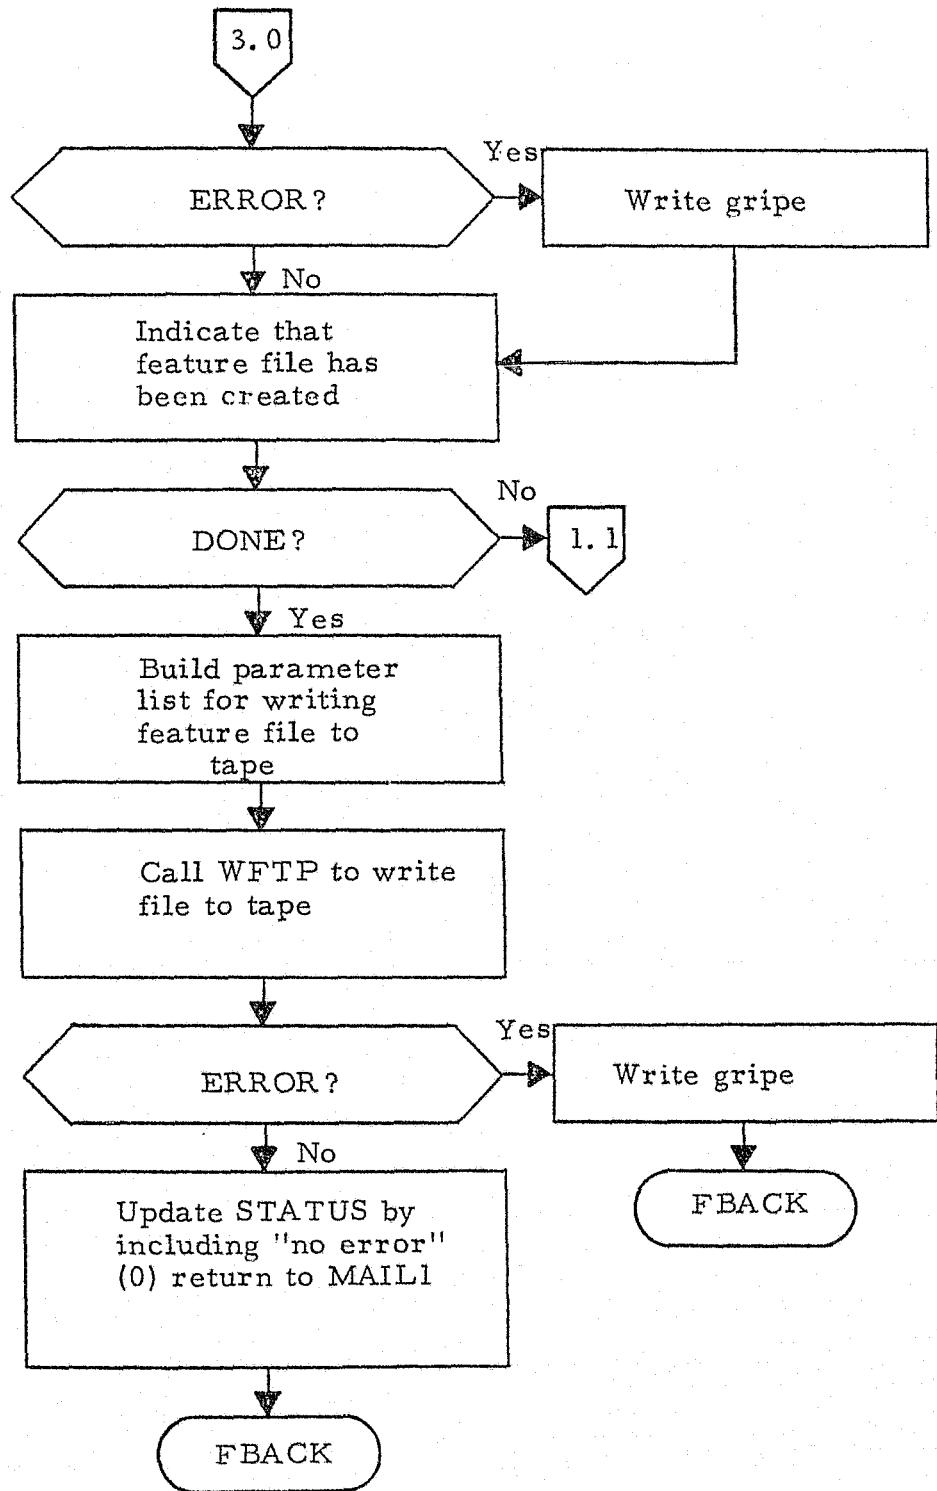 3.0
Yes
ERROR?
Write gripe
No
Indicate that
feature file has
been created
No
DONE?
1.1
Yes
Build parameter
list for writing
feature file to
tape
Call WFTP to write
file to tape
Yes
ERROR?
Write gripe
No
FBACK
Update STATUS by
including "no error"
(0) return to MAIL1
FBACK